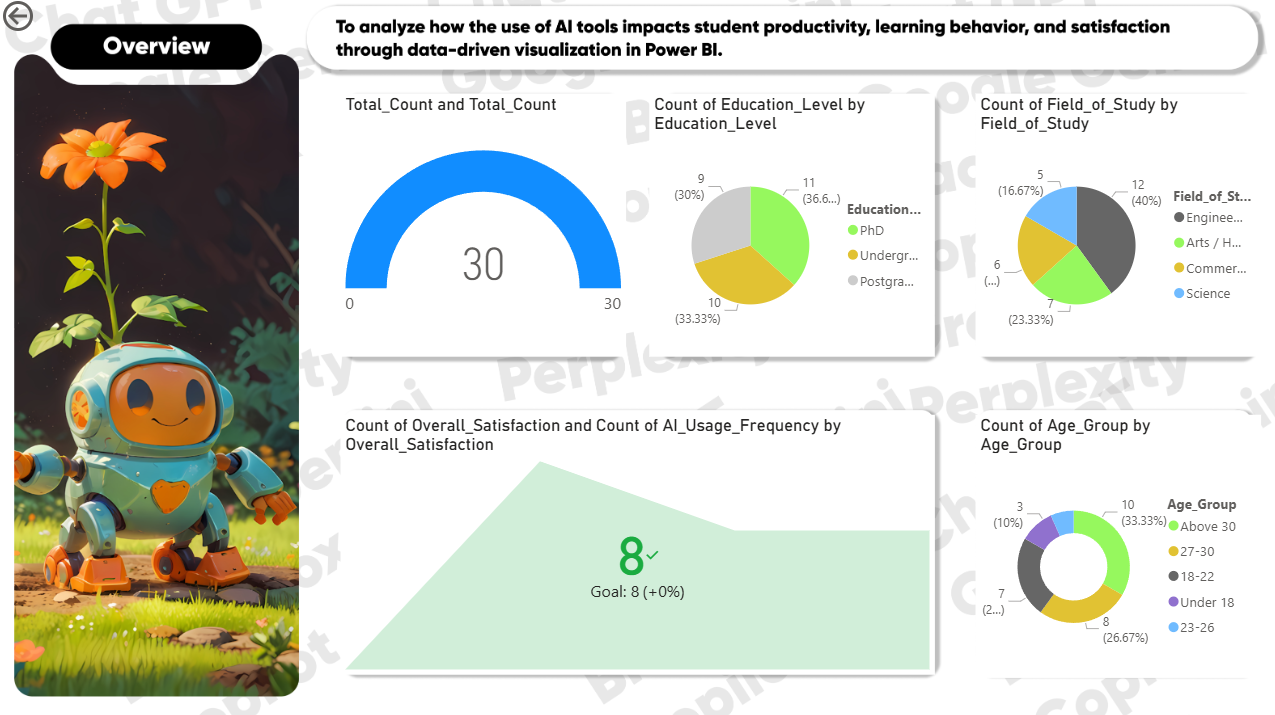 Overview
To analyze how the use of AI tools impacts student productivity, learning behavior, and satisfaction
through data-driven visualization in Power BI.
Total_Count and Total_Count
30
0
30
Count of Education_Level by
Education_Level
9
(30%)
11
(36.6...)
10
(33.33%)
Education...
PhD
Undergr...
Postgra...
Count of Field_of_Study by
Field_of_Study
5
(16.67%)
12
(40%)
6
(...)
7
(23.33%)
Field_of_St...
Enginee...
Arts / H...
Commer...
Science
Count of Overall_Satisfaction and Count of AI_Usage_Frequency by
Overall_Satisfaction
8
Goal: 8 (+0%)
Count of Age_Group by
Age_Group
3
(10%)
10
(33.33%)
7
(2...)
8
(26.67%)
Age_Group
Above 30
27-30
18-22
Under 18
23-26
Perplexity
Perplexity